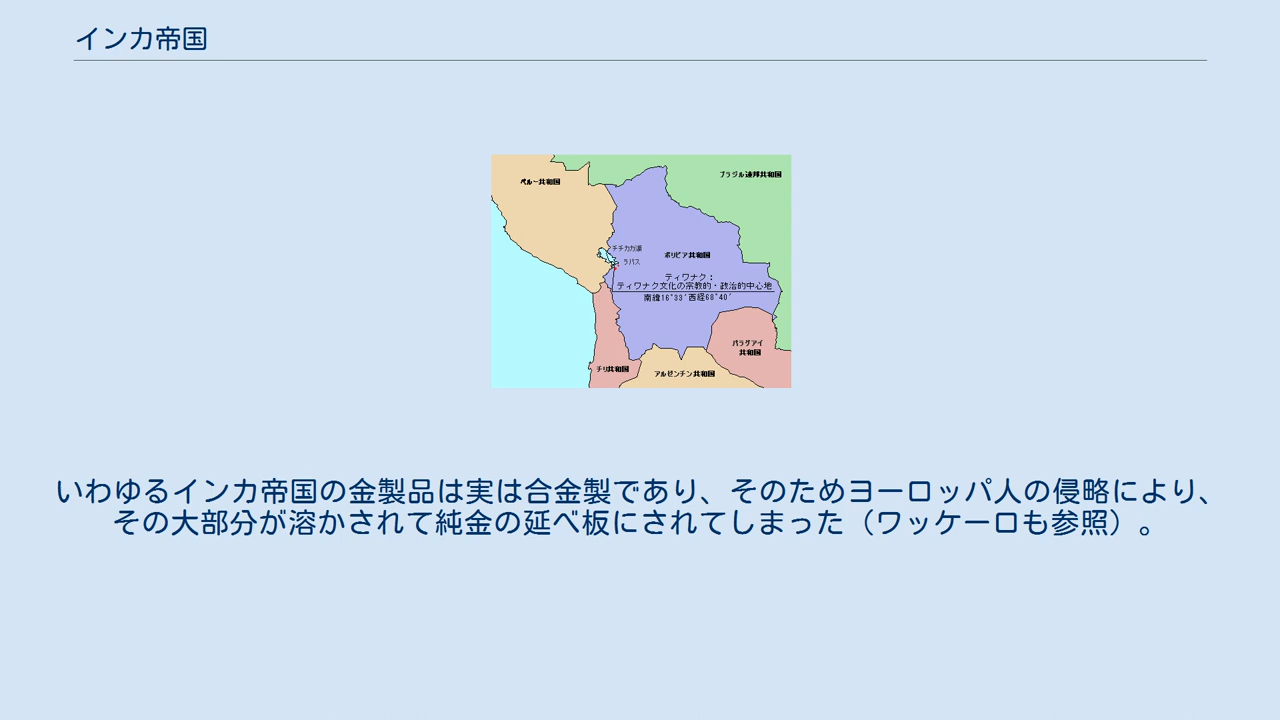 インカ帝国
ペルー共和国
ブラジル連邦共和国
チチカカ湖
ボリビア共和国
ラパス
ティワナク：
ティワナク文化の宗教的・政治的中心地
南緯16°33′西経68°40′
パラグアイ
共和国
チリ共和国
アルゼンチン共和国
いわゆるインカ帝国の金製品は実は合金製であり、そのためヨーロッパ人の侵略により、
その大部分が溶かされて純金の延べ板にされてしまった（ワッケーロも参照）。